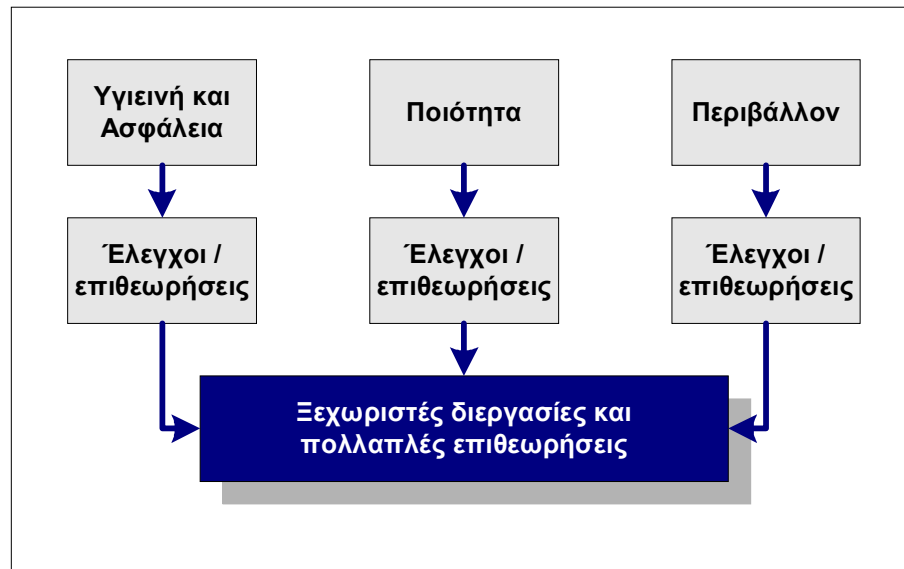 Υγιεινή και
Ασφάλεια
Ποιότητα
Περιβάλλον
Έλεγχοι /
επιθεωρήσεις
Έλεγχοι /
επιθεωρήσεις
Έλεγχοι /
επιθεωρήσεις
Ξεχωριστές διεργασίες και
πολλαπλές επιθεωρήσεις